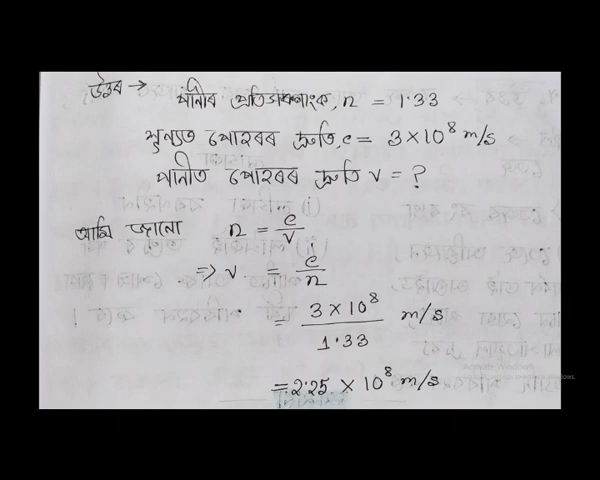 উত্তৰ → পানীৰ প্ৰতিসৰণাংক, n = 1.33
শূন্যত পোহৰৰ দ্ৰুতি, c = 3 × 10⁸ m/s
পানীত পোহৰৰ দ্ৰুতি v = ?
আমি জানো n = c/v
=> v = c/n
= 3 × 10⁸ / 1.33 m/s
= 2.25 × 10⁸ m/s